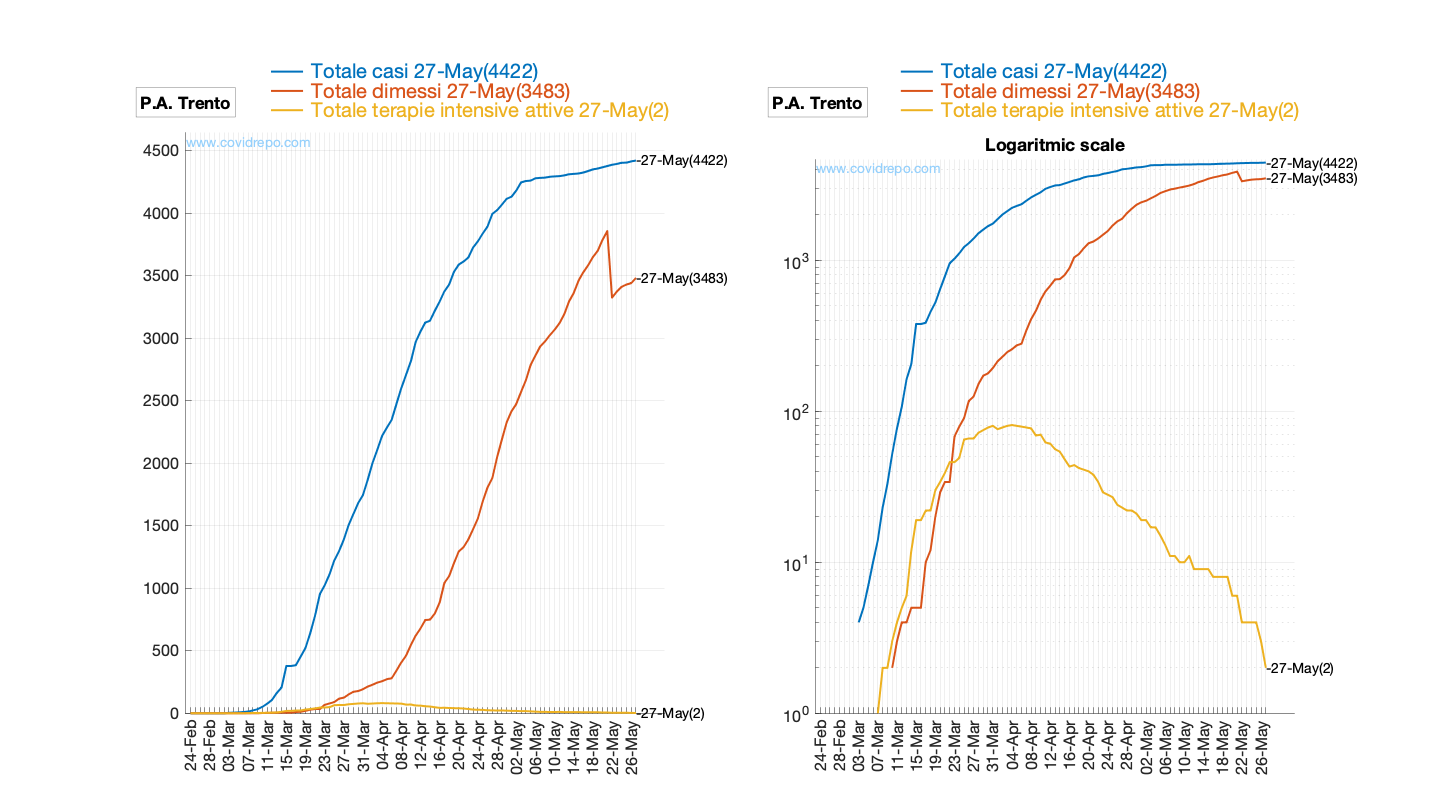 Totale casi 27-May(4422)
Totale dimessi 27-May(3483)
Totale terapie intensive attive 27-May(2)
P.A. Trento
www.covidrepo.com
4500
4000
3500
3000
2500
2000
1500
1000
500
0
-27-May(4422)
-27-May(3483)
-27-May(2)
24-Feb
28-Feb
03-Mar
07-Mar
11-Mar
15-Mar
19-Mar
23-Mar
27-Mar
31-Mar
04-Apr
08-Apr
12-Apr
16-Apr
20-Apr
24-Apr
28-Apr
02-May
06-May
10-May
14-May
18-May
22-May
26-May
Totale casi 27-May(4422)
Totale dimessi 27-May(3483)
Totale terapie intensive attive 27-May(2)
P.A. Trento
Logaritmic scale
www.covidrepo.com
10^3
10^2
10^1
10^0
-27-May(4422)
-27-May(3483)
-27-May(2)
24-Feb
28-Feb
03-Mar
07-Mar
11-Mar
15-Mar
19-Mar
23-Mar
27-Mar
31-Mar
04-Apr
08-Apr
12-Apr
16-Apr
20-Apr
24-Apr
28-Apr
02-May
06-May
10-May
14-May
18-May
22-May
26-May